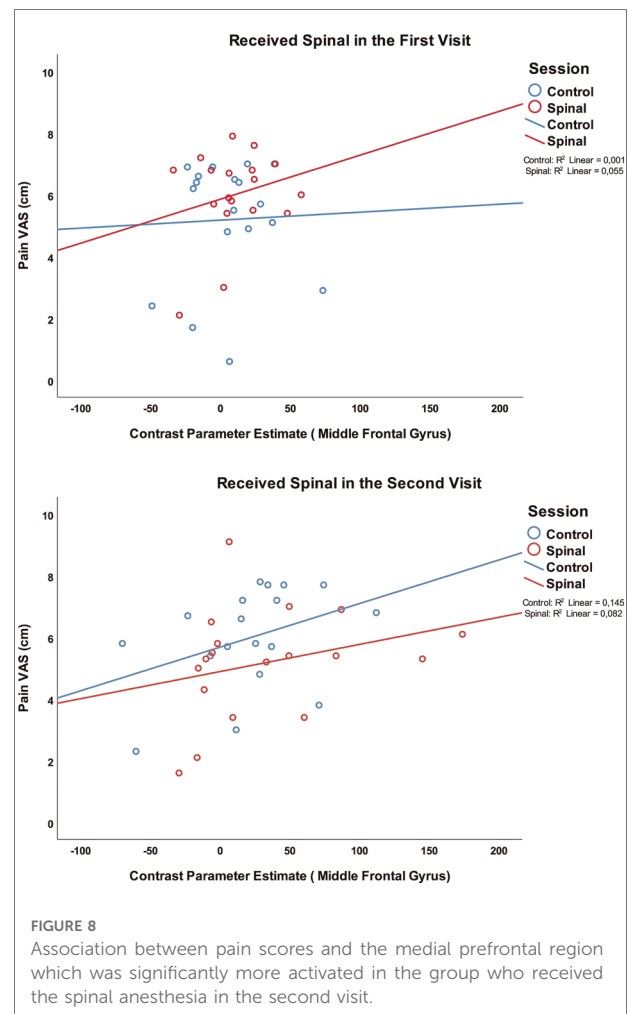 Received Spinal in the First Visit
Session
Control
Spinal
Control
Spinal
Control: R² Linear = 0,001
Spinal: R² Linear = 0,055
Pain VAS (cm)
10
8
6
4
2
0
-100 -50 0 50 100 150 200
Contrast Parameter Estimate ( Middle Frontal Gyrus)
Received Spinal in the Second Visit
Session
Control
Spinal
Control
Spinal
Control: R² Linear = 0,145
Spinal: R² Linear = 0,082
Pain VAS (cm)
10
8
6
4
2
0
-100 -50 0 50 100 150 200
Contrast Parameter Estimate ( Middle Frontal Gyrus)
FIGURE 8
Association between pain scores and the medial prefrontal region
which was significantly more activated in the group who received
the spinal anesthesia in the second visit.